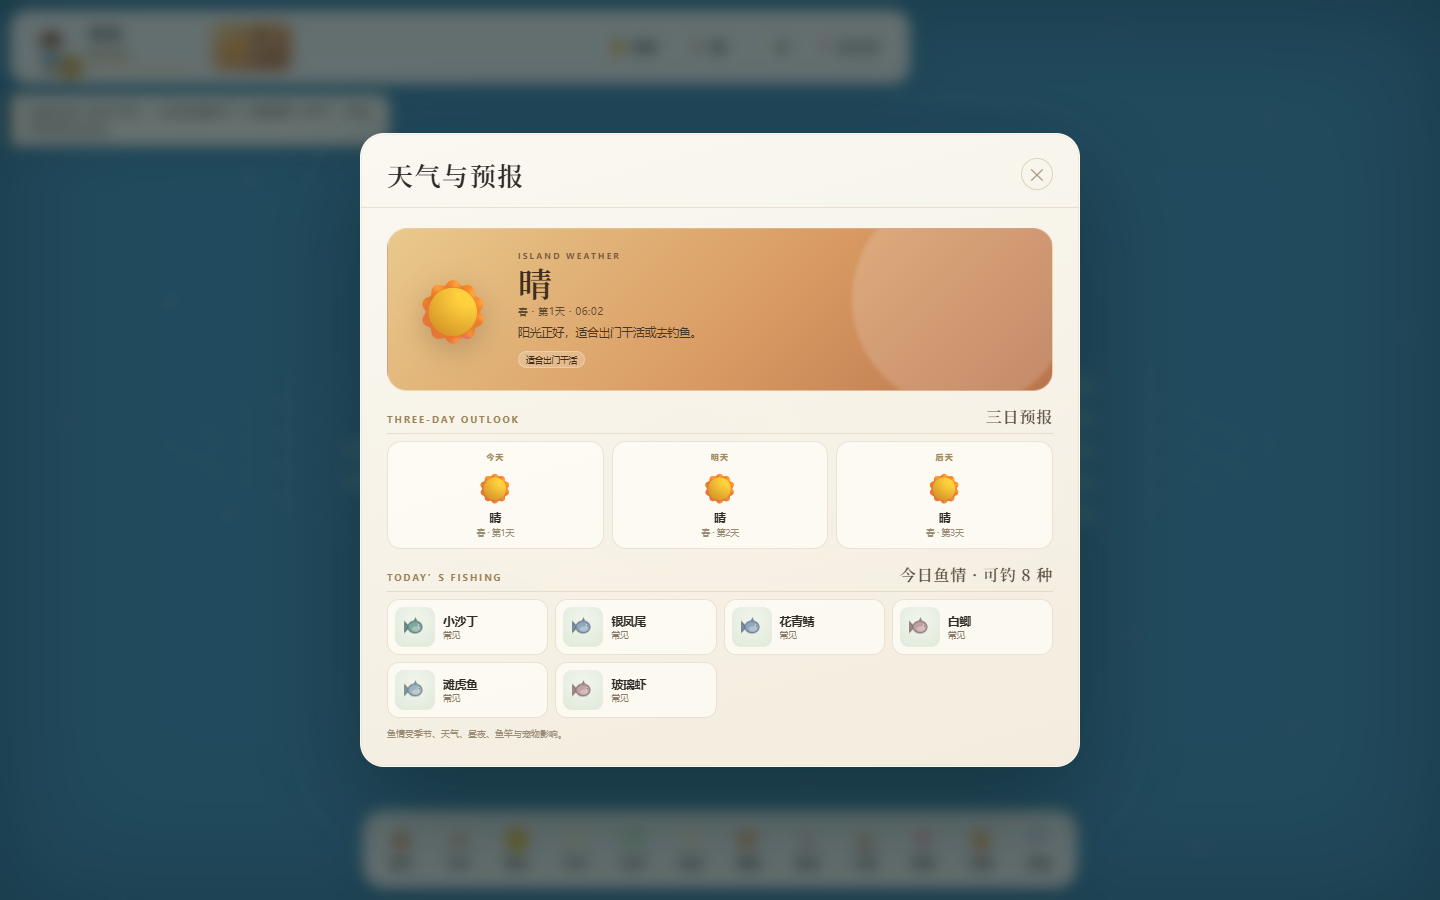 天气与预报
ISLAND WEATHER
晴
春 · 第1天 · 06:02
阳光正好，适合出门干活或去钓鱼。
适合出门干活
THREE-DAY OUTLOOK
三日预报
今天
晴
春 · 第1天
明天
晴
春 · 第2天
后天
晴
春 · 第3天
TODAY’S FISHING
今日鱼情 · 可钓 8 种
小沙丁
常见
银凤尾
常见
花青鲭
常见
白鲫
常见
滩虎鱼
常见
玻璃虾
常见
鱼情受季节、天气、昼夜、鱼竿与宠物影响。